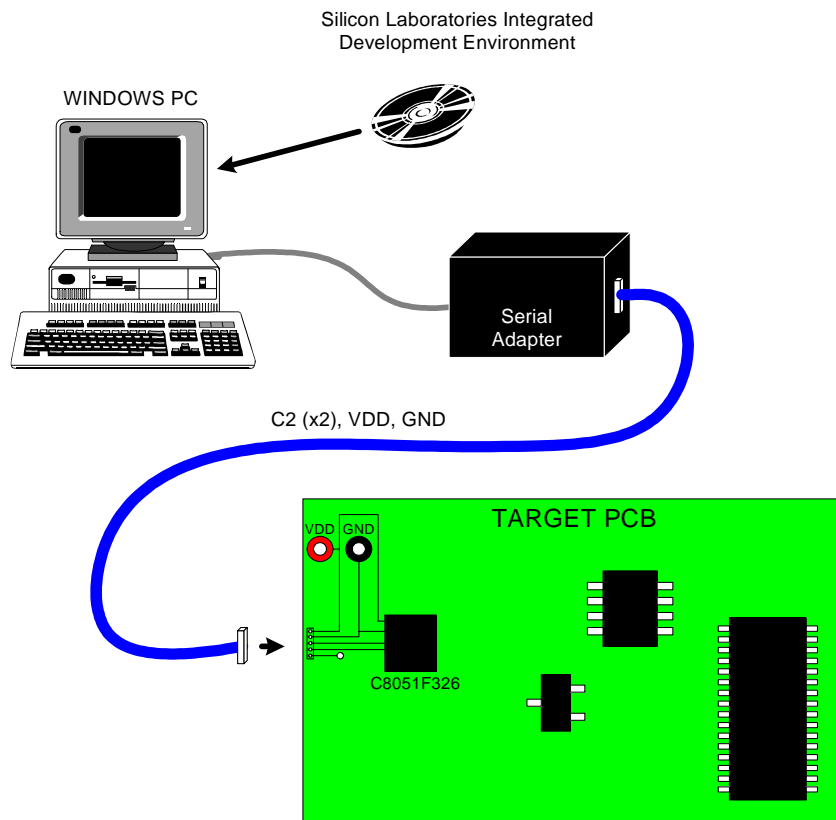 Silicon Laboratories Integrated
Development Environment
WINDOWS PC
Serial
Adapter
C2 (x2), VDD, GND
TARGET PCB
VDD
GND
C8051F326